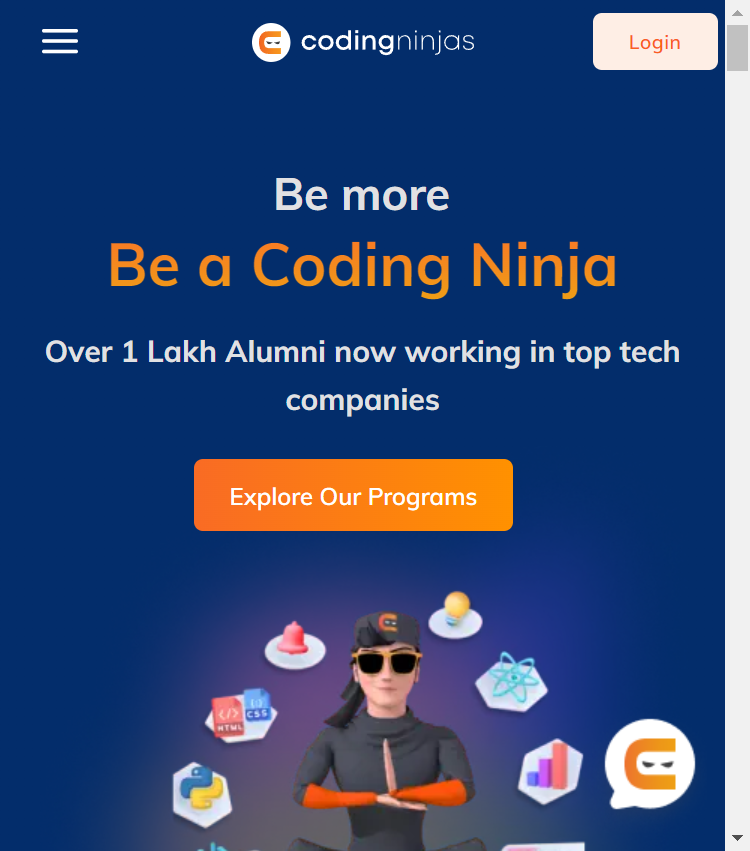 codingninjas
Login
Be more
Be a Coding Ninja
Over 1 Lakh Alumni now working in top tech
companies
Explore Our Programs
HTML
CSS